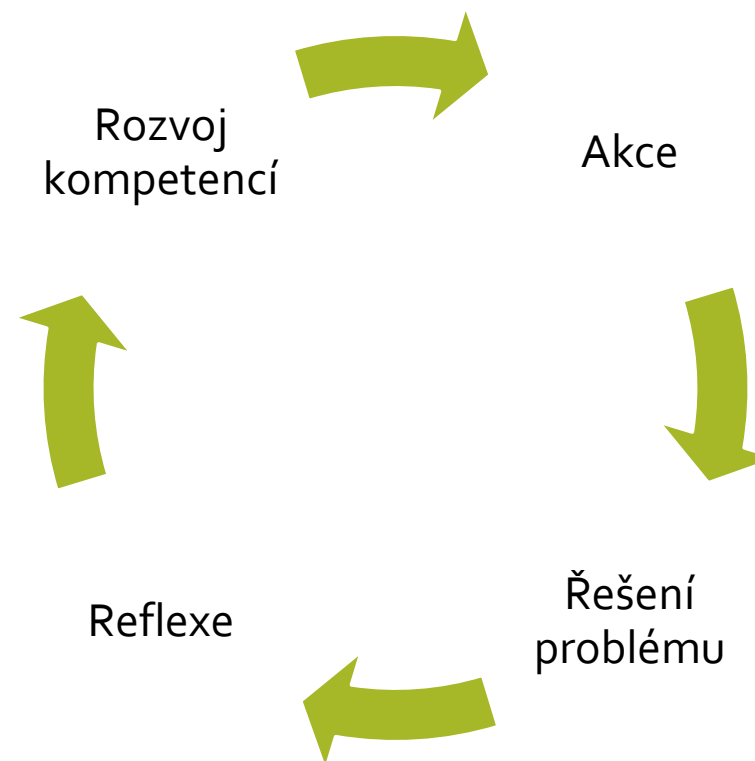 Rozvoj
kompetencí
Akce
Řešení
problému
Reflexe